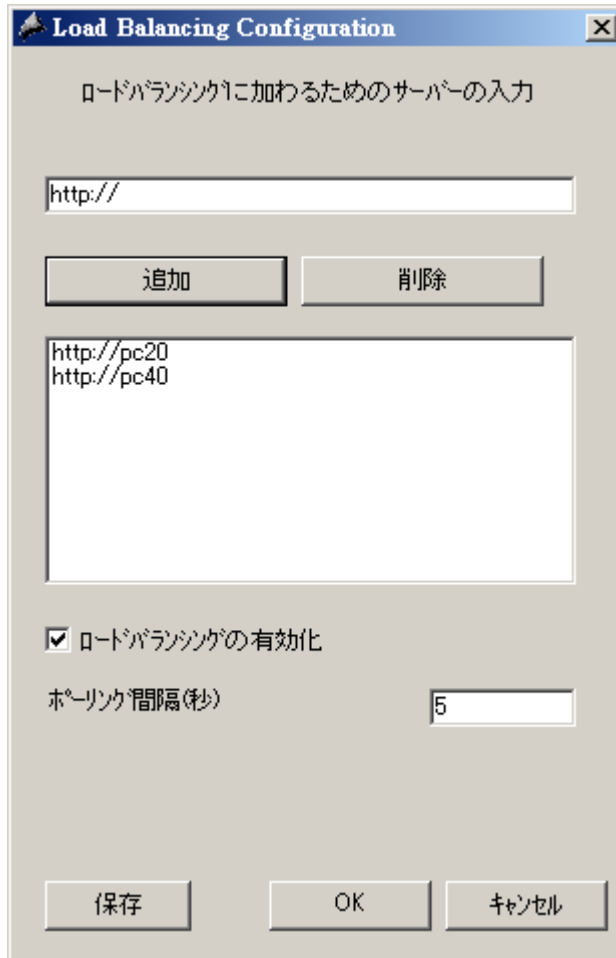 Load Balancing Configuration
ﾛｰﾄﾞﾊﾞﾗﾝｼﾝｸﾞに加わるためのサーバーの入力
http://
追加 削除
http://pc20
http://pc40
ﾛｰﾄﾞﾊﾞﾗﾝｼﾝｸﾞの有効化
ﾎﾟｰﾘﾝｸﾞ間隔(秒) 5
保存 OK ｷｬﾝｾﾙ